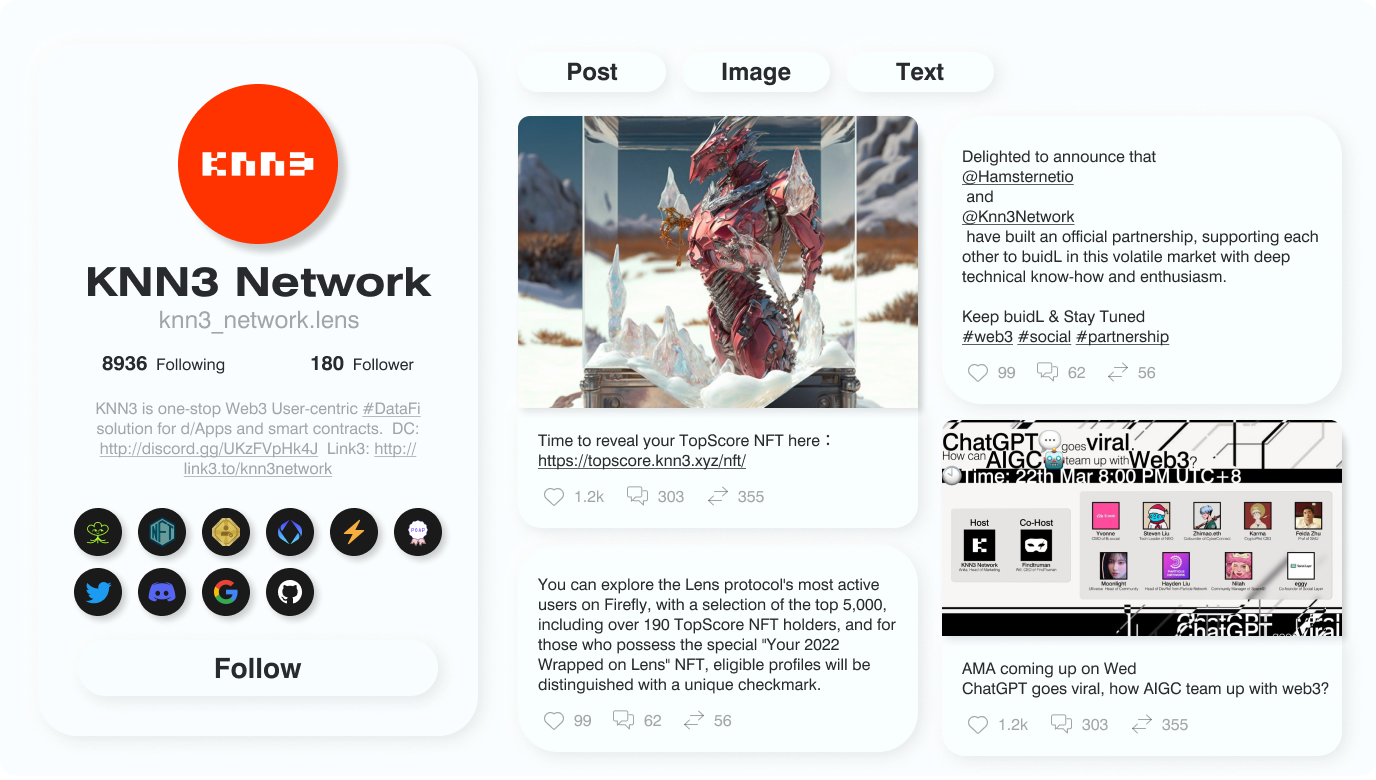 Knn3
KNN3 Network
knn3_network.lens
8936 Following
180 Follower
KNN3 is one-stop Web3 User-centric #DataFi
solution for d/Apps and smart contracts. DC:
http://discord.gg/UKzFVpHk4J Link3: http://
link3.to/knn3network
NFT
POAP
Follow
Post
Image
Text
Time to reveal your TopScore NFT here：
https://topscore.knn3.xyz/nft/
1.2k
303
355
You can explore the Lens protocol's most active
users on Firefly, with a selection of the top 5,000,
including over 190 TopScore NFT holders, and for
those who possess the special "Your 2022
Wrapped on Lens" NFT, eligible profiles will be
distinguished with a unique checkmark.
99
62
56
Delighted to announce that
@Hamsternetio
and
@Knn3Network
have built an official partnership, supporting each
other to buidL in this volatile market with deep
technical know-how and enthusiasm.
Keep buidL & Stay Tuned
#web3 #social #partnership
99
62
56
ChatGPT goes viral.
How can AIGC team up with Web3?
Time: 22th Mar 8:00 PM UTC+8
Host
Co-Host
KNN3 Network
Findtruman
Yvonne
Steven Liu
Zhimao.eth
Karma
Feida Zhu
Moonlight
Hayden Liu
Nilah
eggy
ChatGPT goes viral
AMA coming up on Wed
ChatGPT goes viral, how AIGC team up with web3?
1.2k
303
355